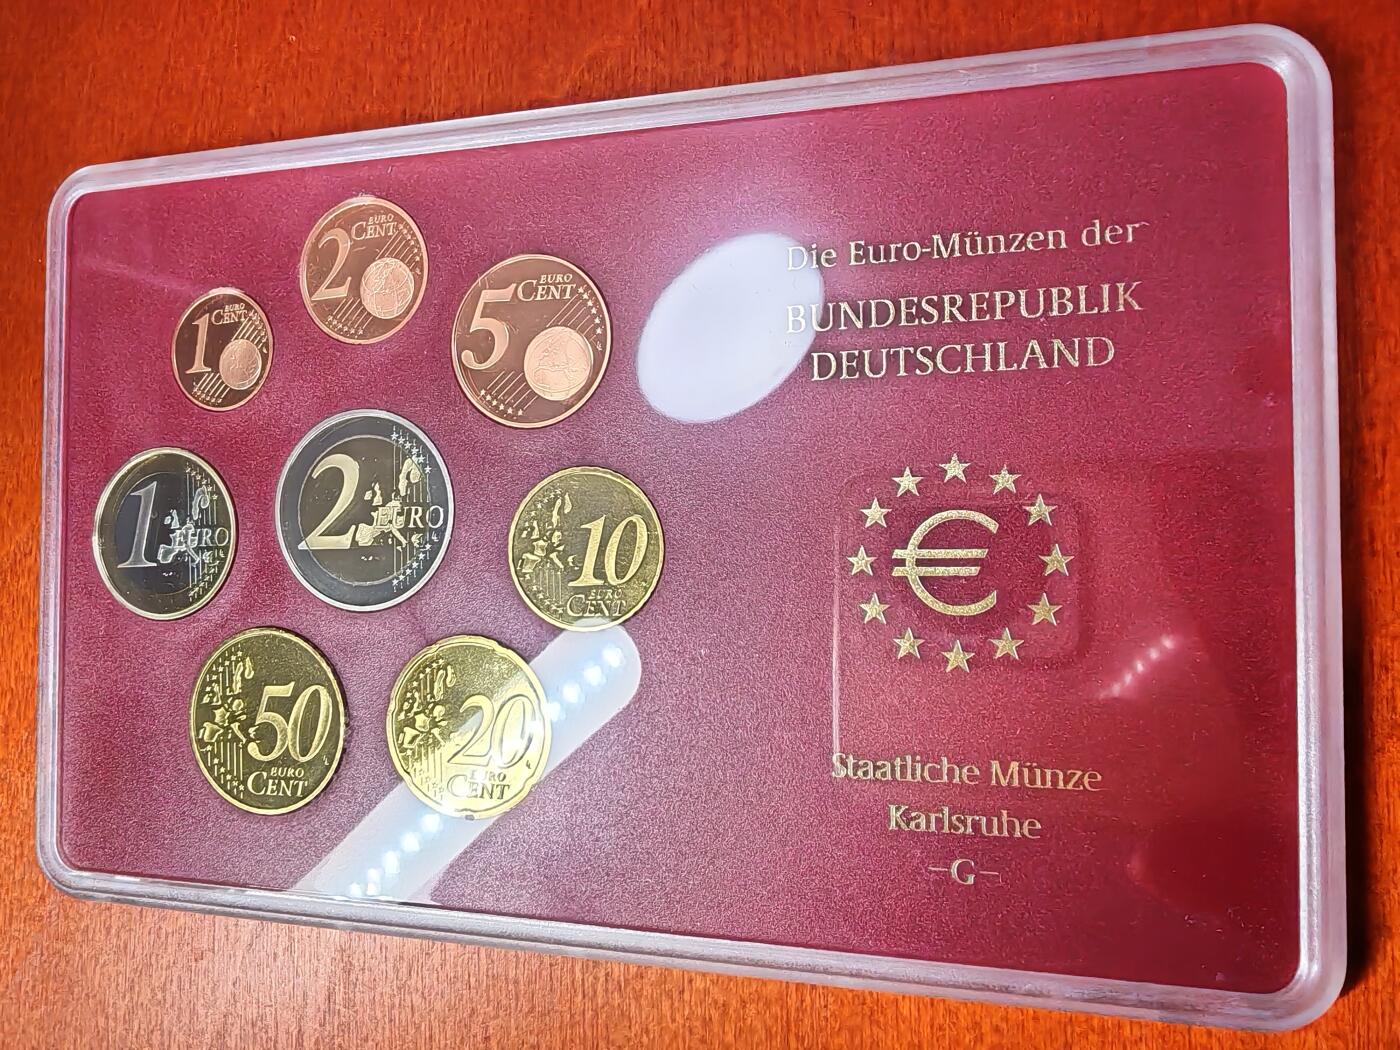 2 EURO CENT
1 EURO CENT
5 EURO CENT
1 EURO
2 EURO
10 EURO CENT
50 EURO CENT
20 EURO CENT
Die Euro-Münzen der
BUNDESREPUBLIK
DEUTSCHLAND
€
Staatliche Münze
Karlsruhe
–G–